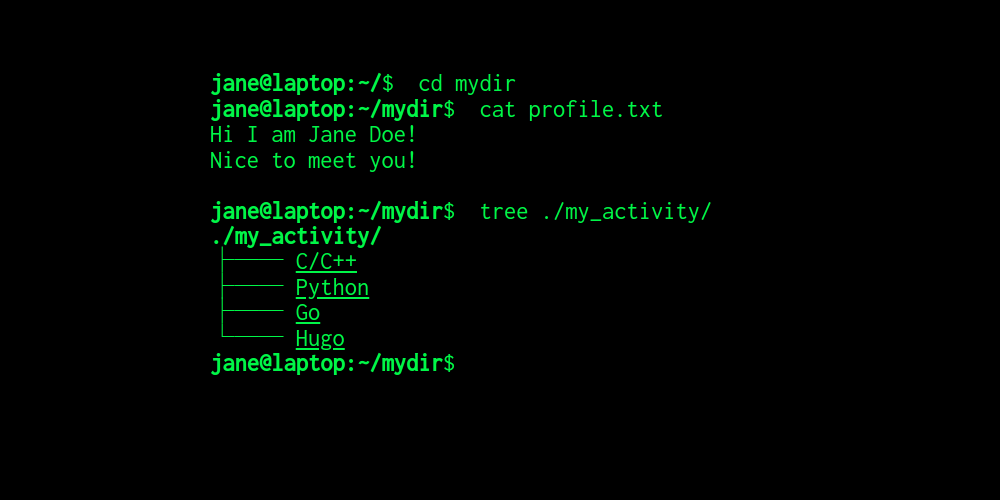 jane@laptop:~/$ cd mydir
jane@laptop:~/mydir$ cat profile.txt
Hi I am Jane Doe!
Nice to meet you!
jane@laptop:~/mydir$ tree ./my_activity/
./my_activity/
├──── C/C++
├──── Python
├──── Go
└──── Hugo
jane@laptop:~/mydir$